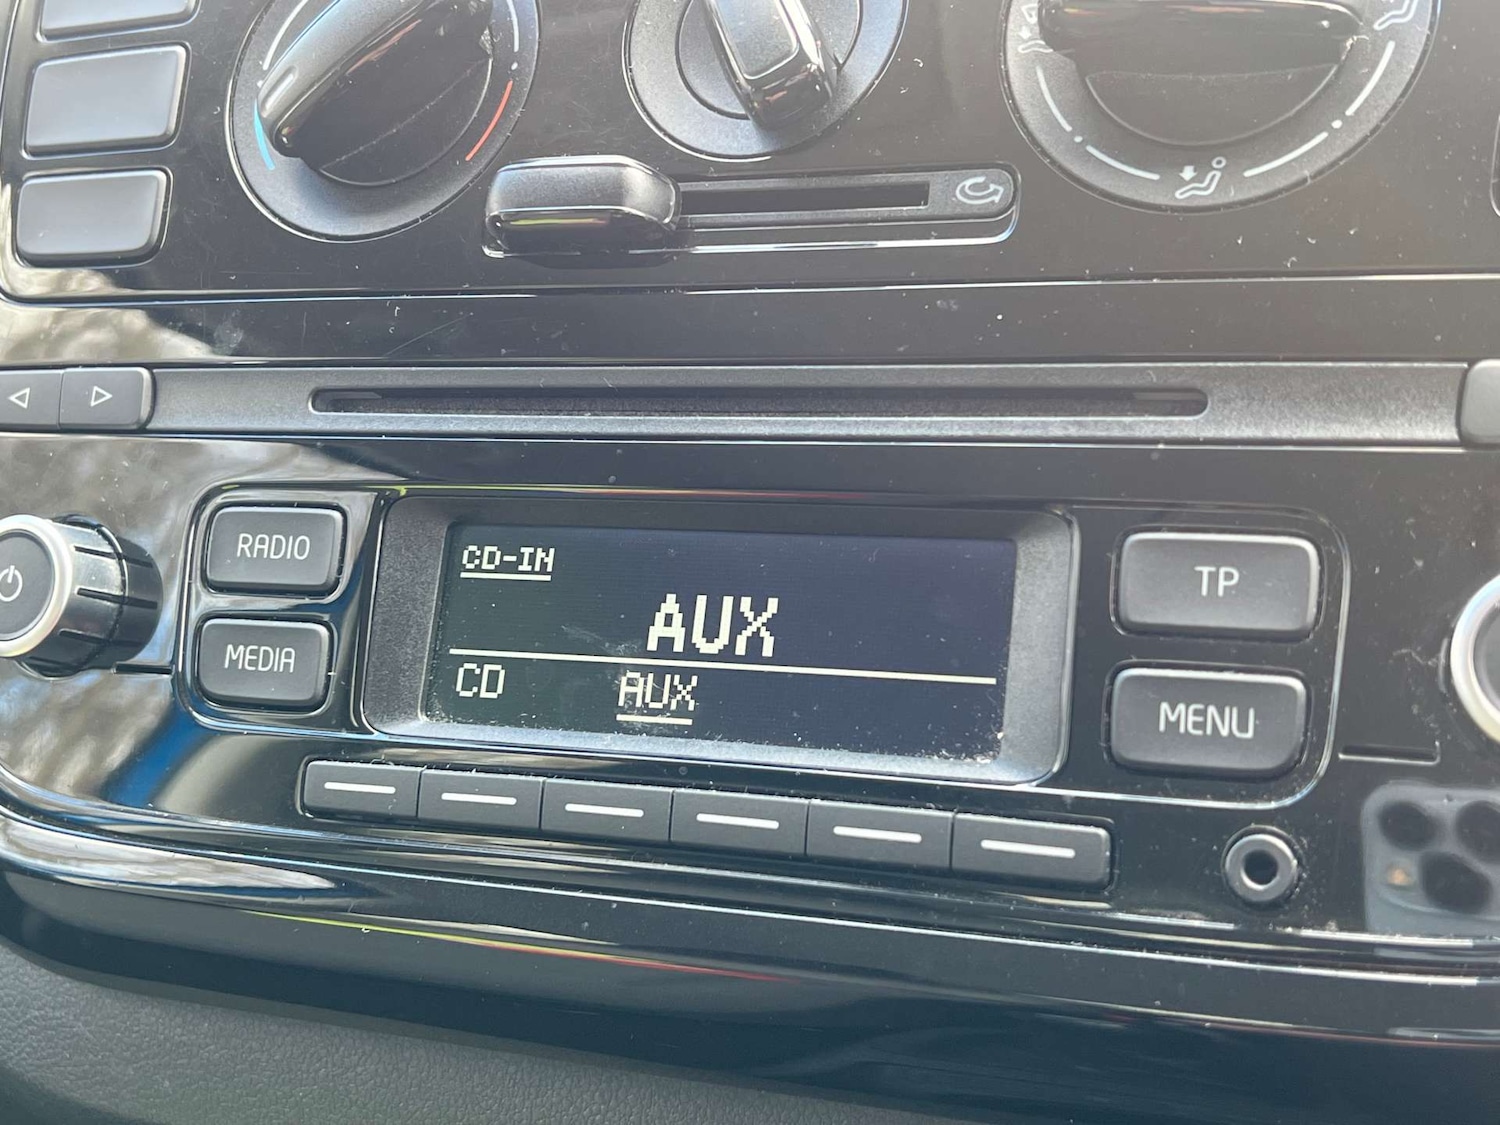 RADIO
MEDIA
CD-IN
AUX
CD AUX
TP
MENU